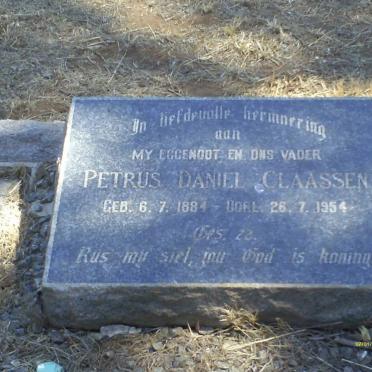 In liefdevolle herinnering
aan
MY EGGENOOT EN ONS VADER
PETRUS DANIEL CLAASSEN
GEB. 6. 7. 1884 - OORL. 26. 7. 1954
Ges. 23.
Rus my siel, nu God is koning